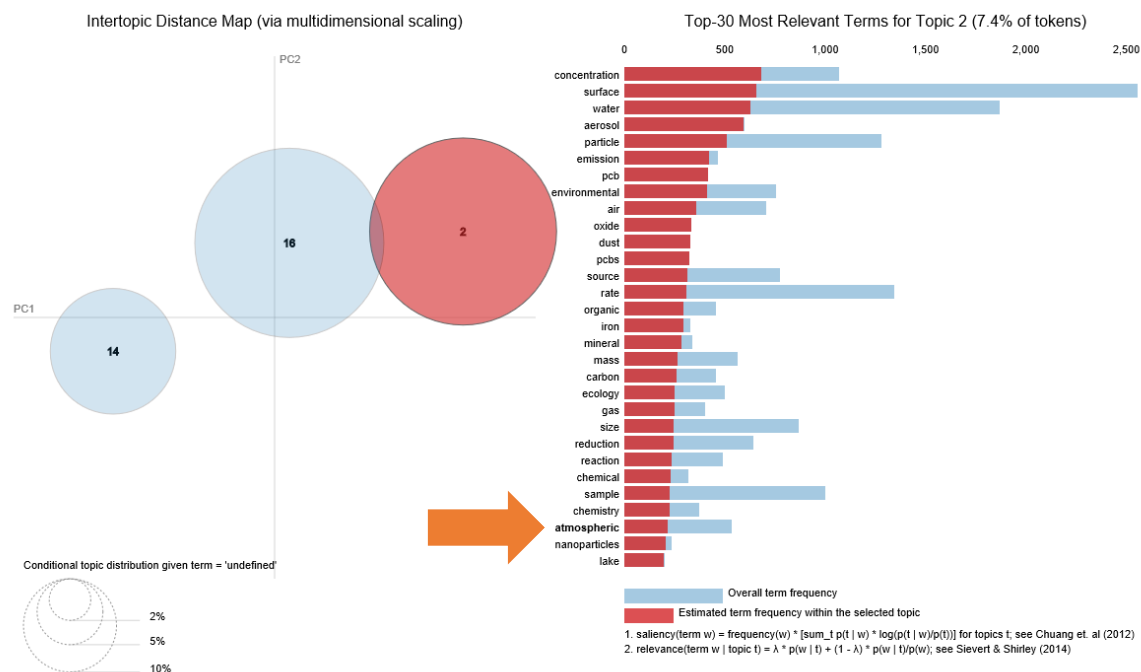 Intertopic Distance Map (via multidimensional scaling)
PC2
PC1
16
2
14
Conditional topic distribution given term = 'undefined'
2%
5%
10%
Top-30 Most Relevant Terms for Topic 2 (7.4% of tokens)
0 500 1,000 1,500 2,000 2,500
concentration
surface
water
aerosol
particle
emission
pcb
environmental
air
oxide
dust
pcbs
source
rate
organic
iron
mineral
mass
carbon
ecology
gas
size
reduction
reaction
chemical
sample
chemistry
atmospheric
nanoparticles
lake
Overall term frequency
Estimated term frequency within the selected topic
1. saliency(term w) = frequency(w) * [sum_t p(t | w) * log(p(t | w)/p(t))] for topics t; see Chuang et. al (2012)
2. relevance(term w | topic t) = λ * p(w | t) + (1 - λ) * p(w | t)/p(w); see Sievert & Shirley (2014)